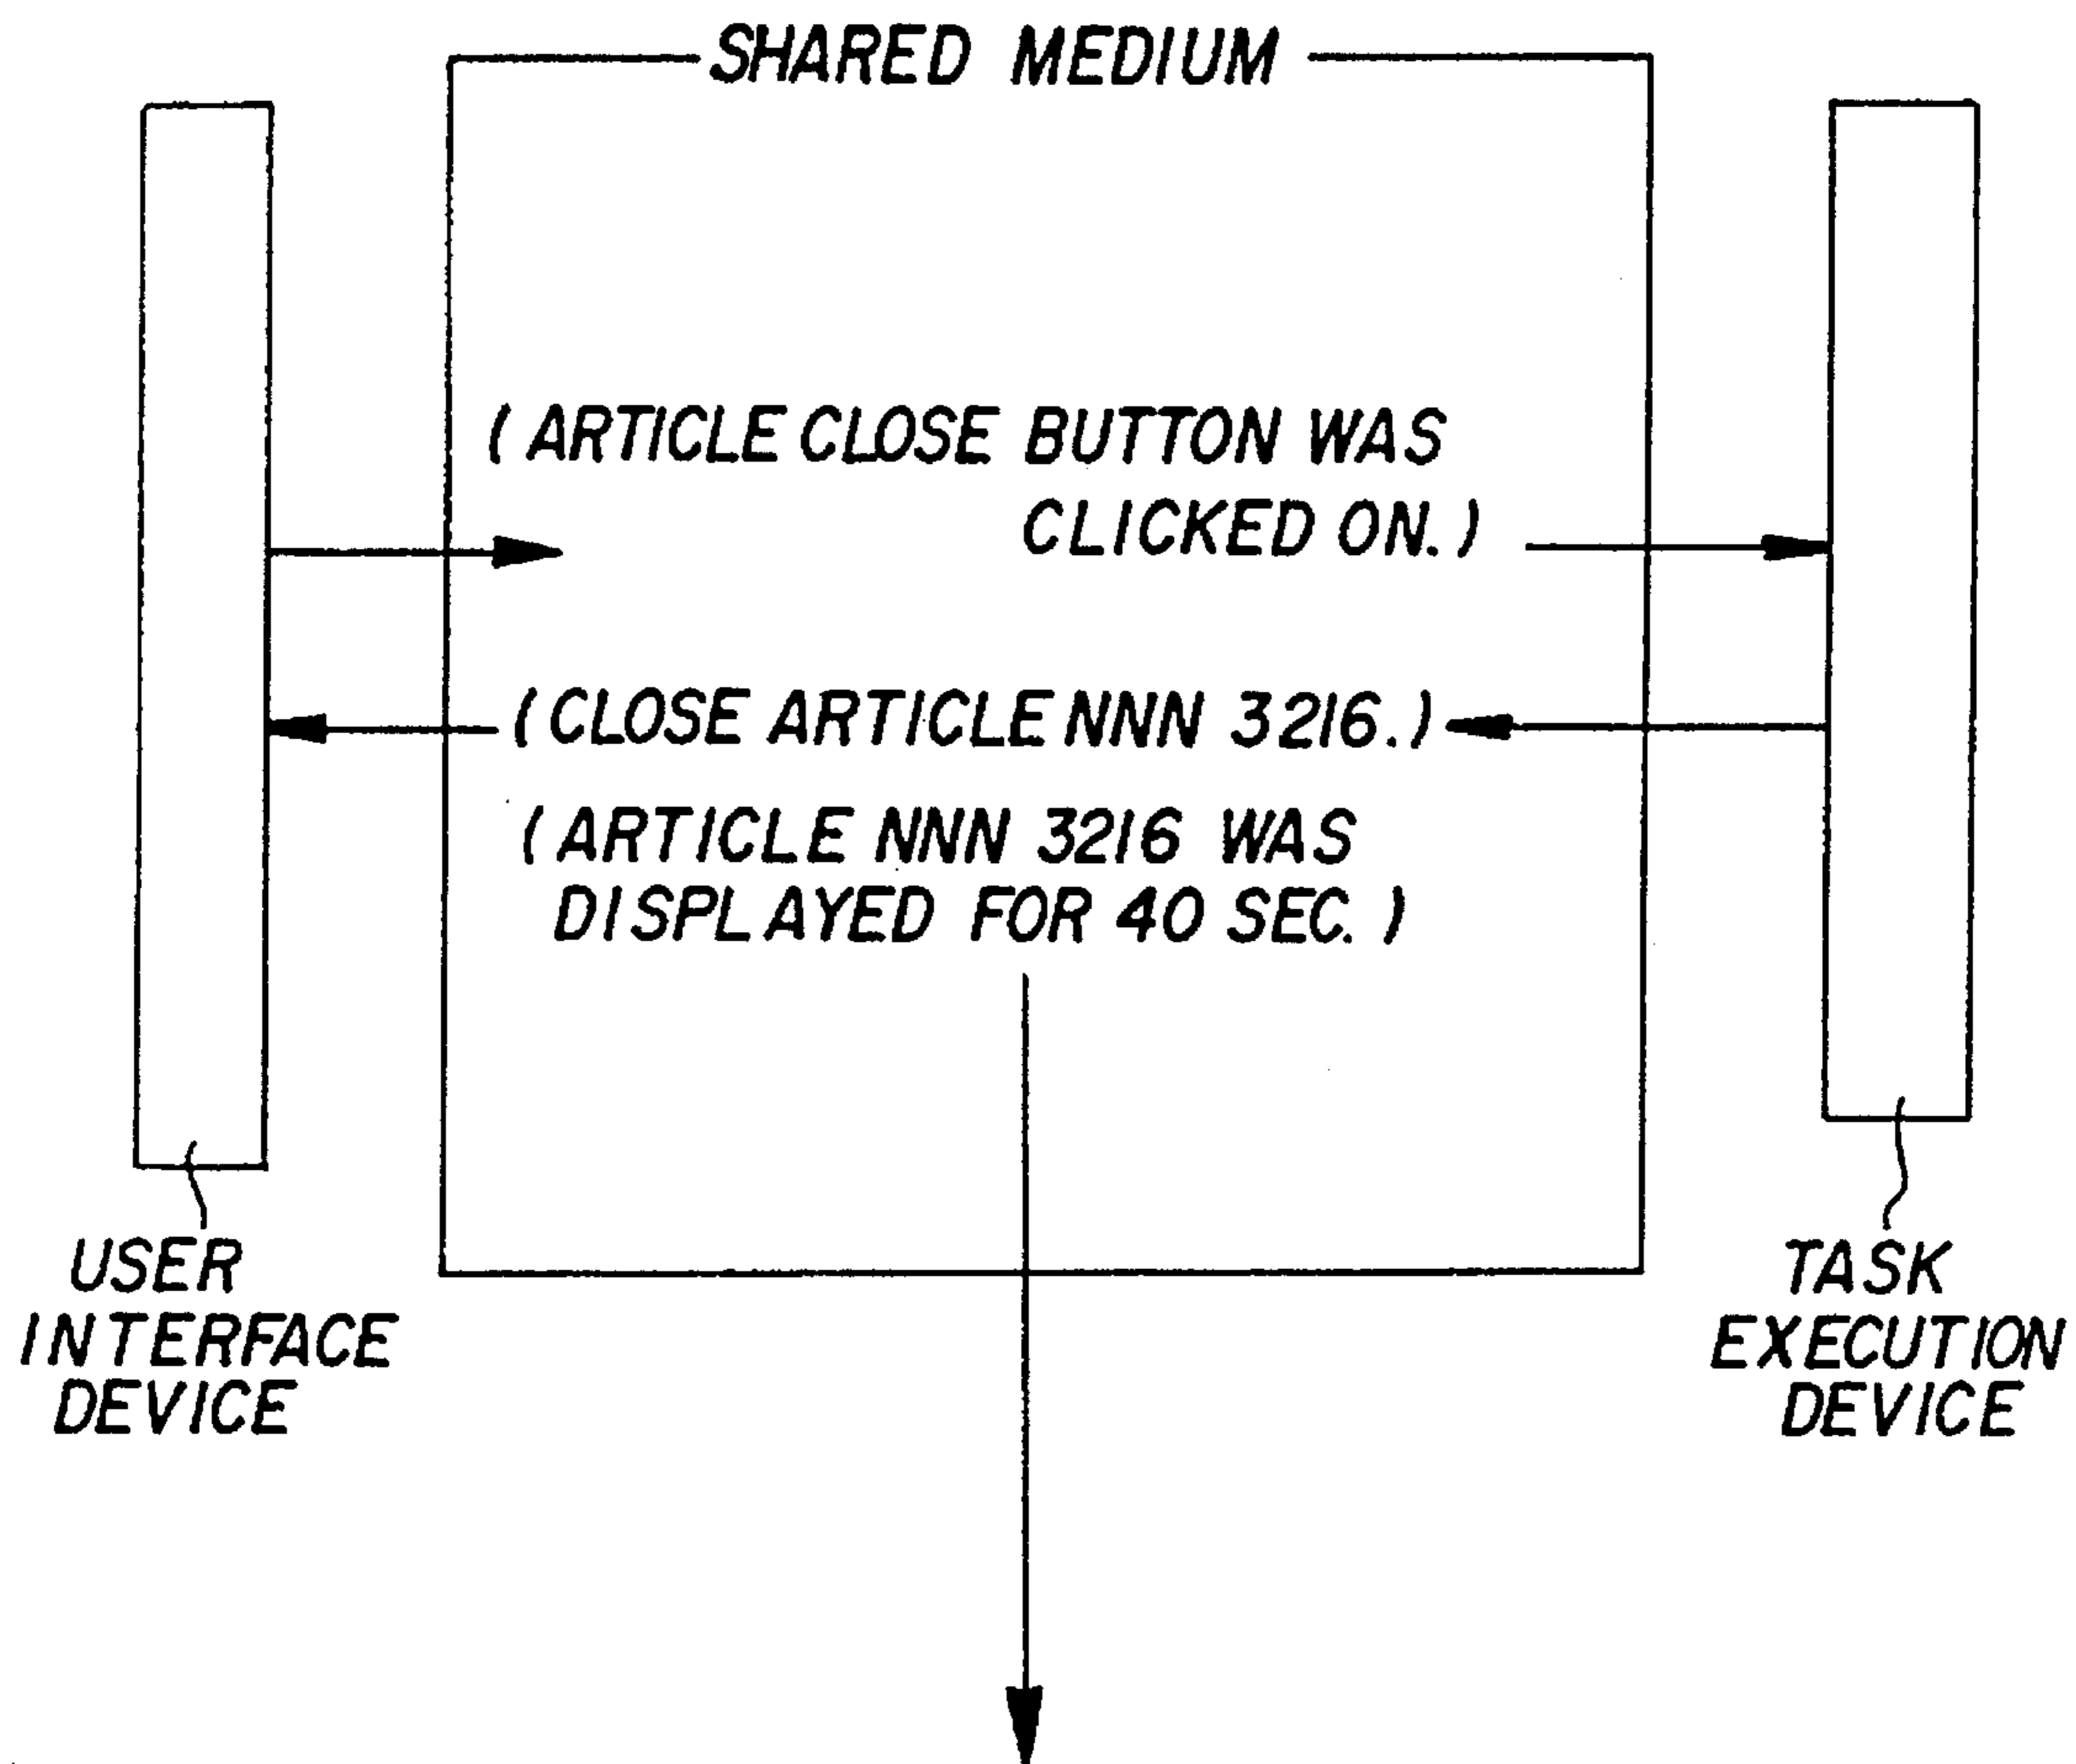 SHARED MEDIUM
(ARTICLE CLOSE BUTTON WAS
CLICKED ON.)
(CLOSE ARTICLE NNN 3216.)
(ARTICLE NNN 3216 WAS
DISPLAYED FOR 40 SEC.)
USER
INTERFACE
DEVICE
TASK
EXECUTION
DEVICE